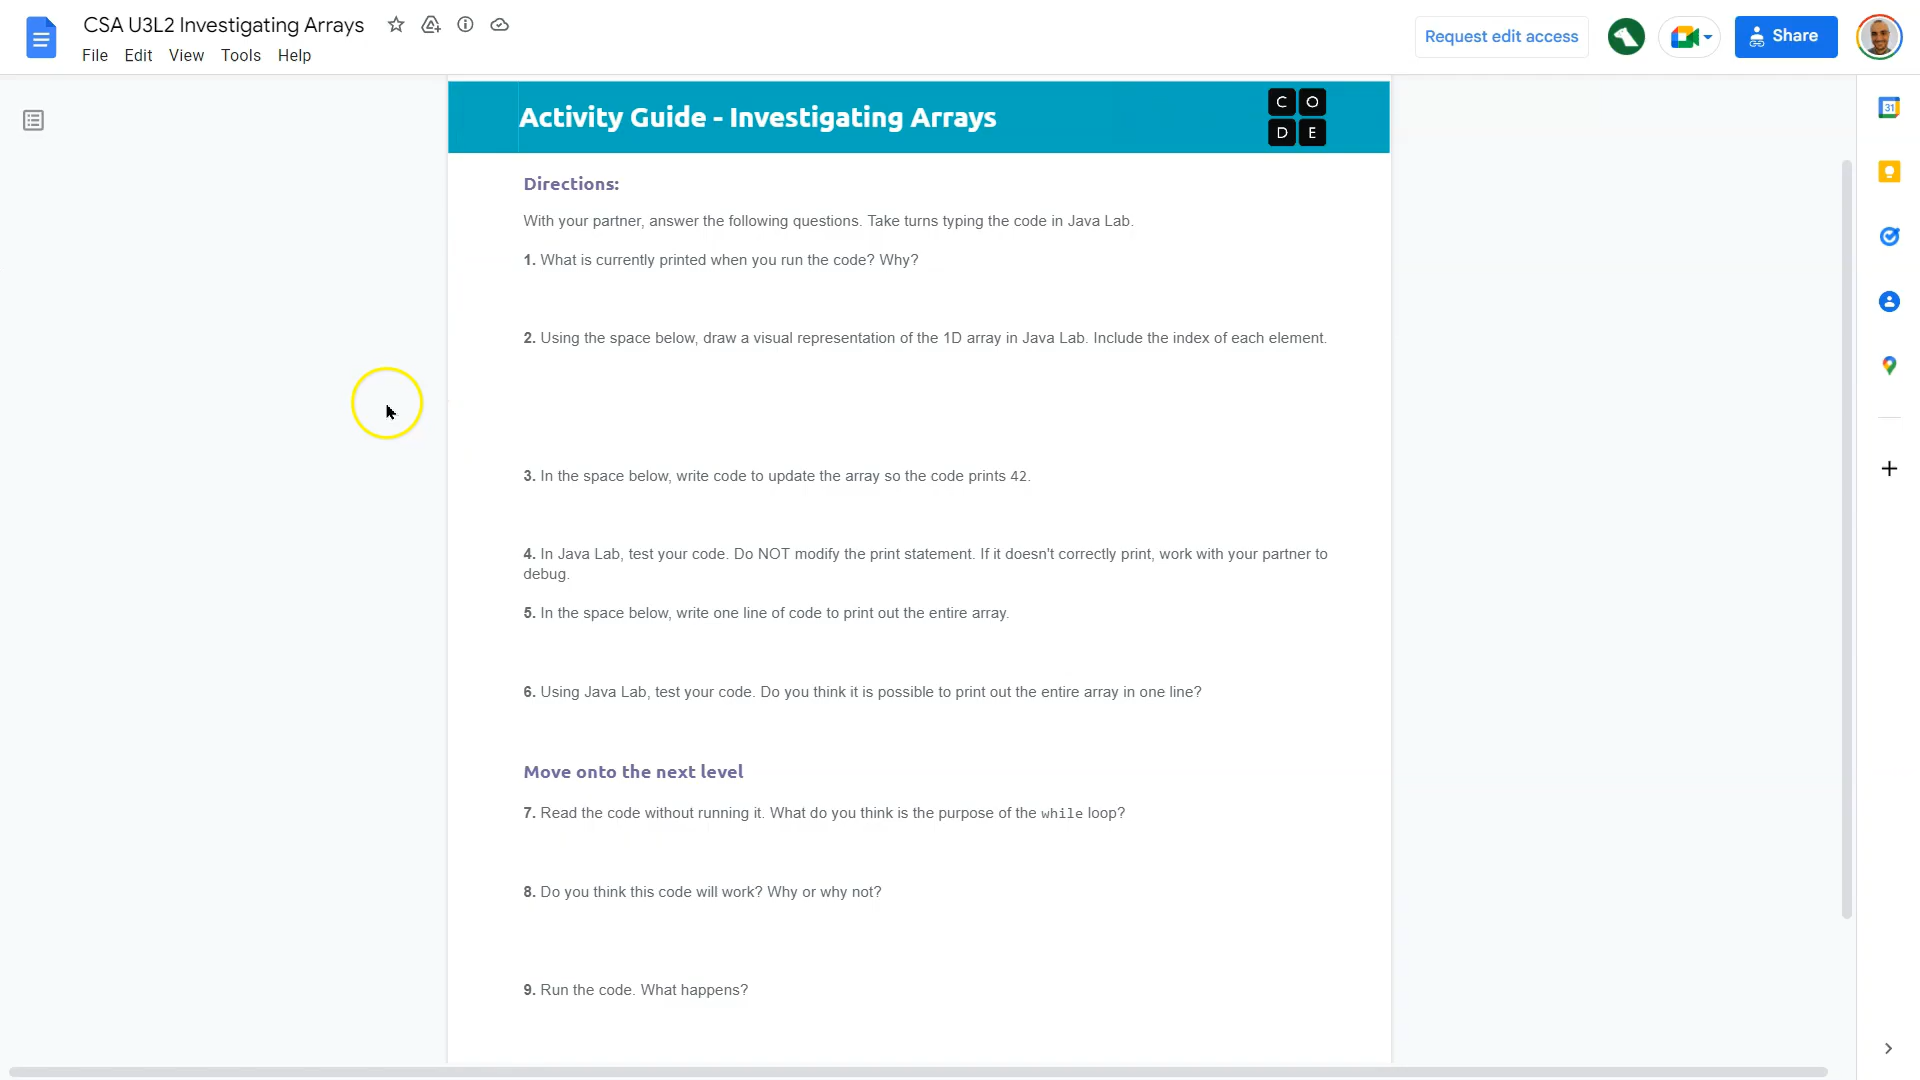 CSA U3L2 Investigating Arrays
File Edit View Tools Help
Request edit access
Share
31
Activity Guide - Investigating Arrays
C O
D E
Directions:
With your partner, answer the following questions. Take turns typing the code in Java Lab.
1. What is currently printed when you run the code? Why?
2. Using the space below, draw a visual representation of the 1D array in Java Lab. Include the index of each element.
3. In the space below, write code to update the array so the code prints 42.
4. In Java Lab, test your code. Do NOT modify the print statement. If it doesn't correctly print, work with your partner to
debug.
5. In the space below, write one line of code to print out the entire array.
6. Using Java Lab, test your code. Do you think it is possible to print out the entire array in one line?
Move onto the next level
7. Read the code without running it. What do you think is the purpose of the while loop?
8. Do you think this code will work? Why or why not?
9. Run the code. What happens?